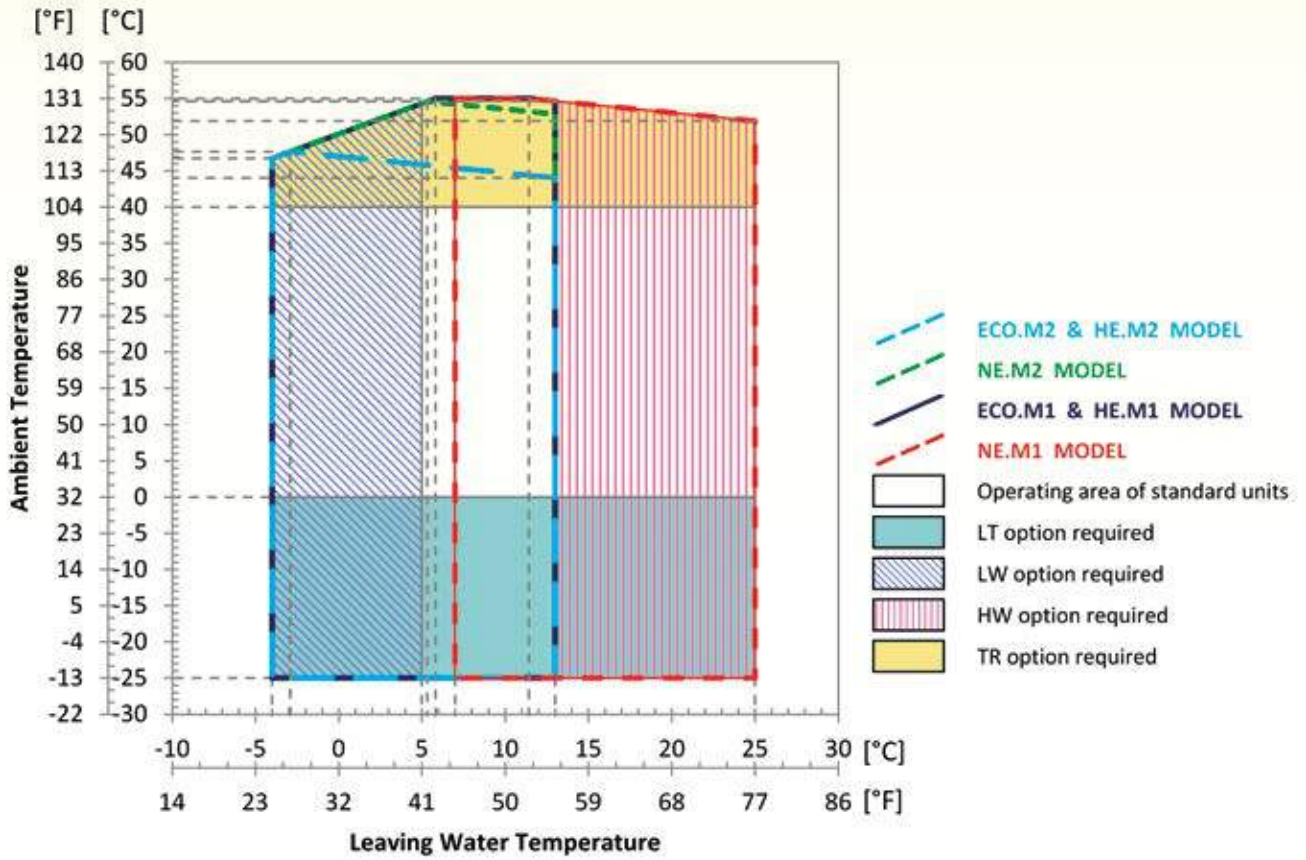 [°F] [°C]
140 60
131 55
122 50
113 45
104 40
95 35
86 30
77 25
68 20
59 15
50 10
41 5
32 0
23 -5
14 -10
5 -15
-4 -20
-13 -25
-22 -30
Ambient Temperature
-10 -5 0 5 10 15 20 25 30 [°C]
14 23 32 41 50 59 68 77 86 [°F]
Leaving Water Temperature
ECO.M2 & HE.M2 MODEL
NE.M2 MODEL
ECO.M1 & HE.M1 MODEL
NE.M1 MODEL
Operating area of standard units
LT option required
LW option required
HW option required
TR option required